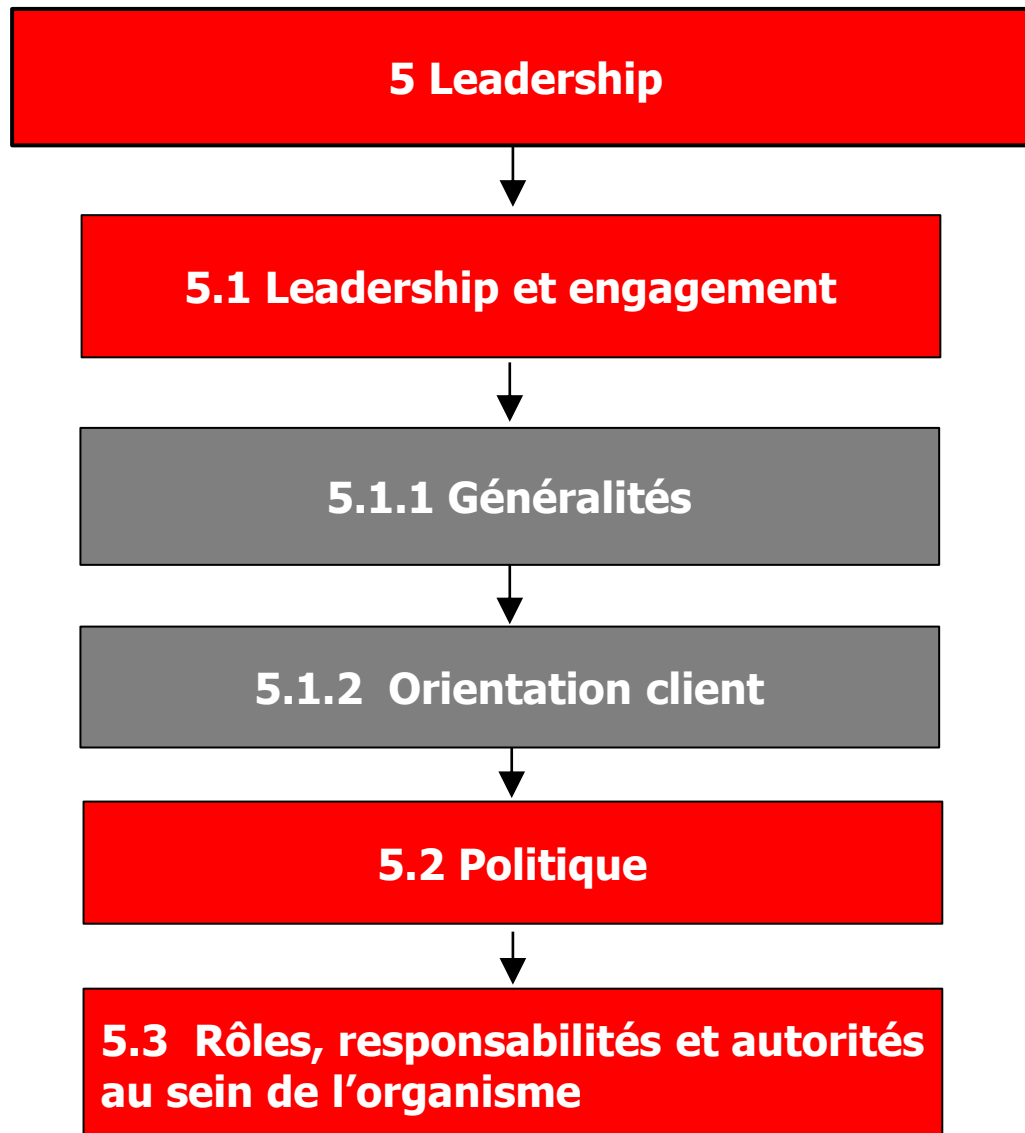 5 Leadership
5.1 Leadership et engagement
5.1.1 Généralités
5.1.2  Orientation client
5.2 Politique
5.3  Rôles, responsabilités et autorités
au sein de l’organisme